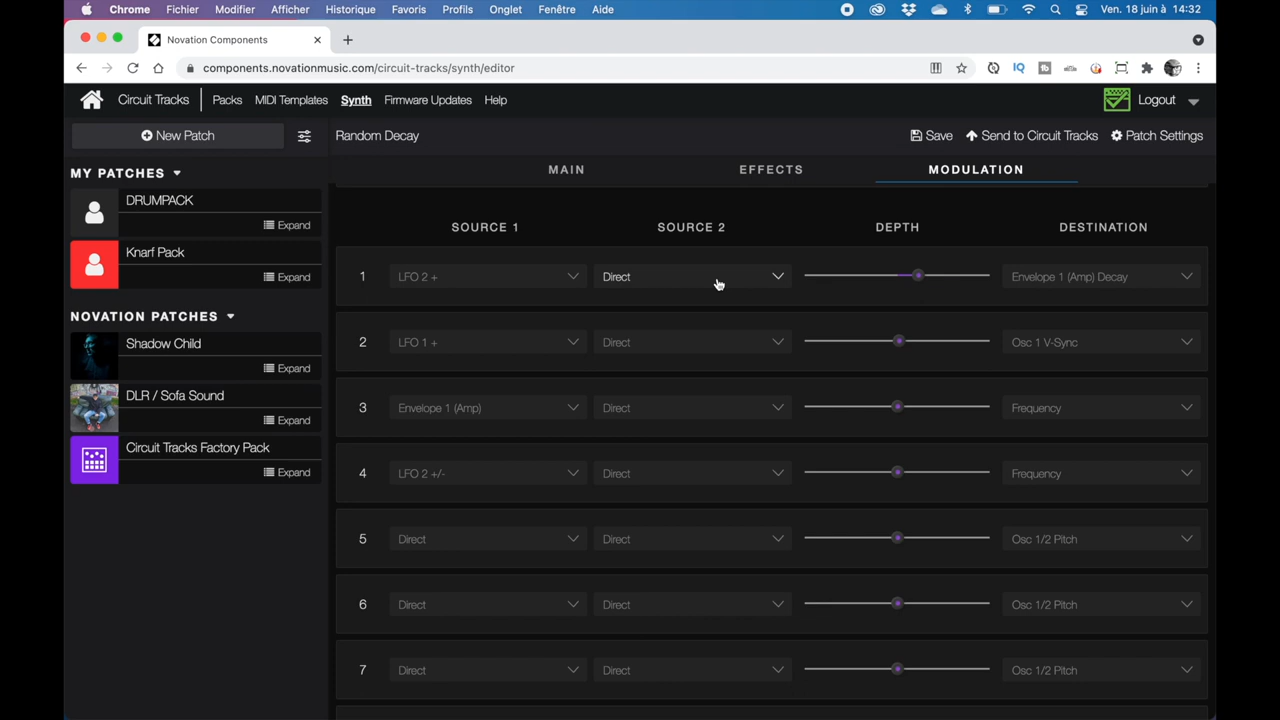 Chrome Fichier Modifier Afficher Historique Favoris Profils Onglet Fenêtre Aide Ven. 18 juin à 14:32
Novation Components
components.novationmusic.com/circuit-tracks/synth/editor
Circuit Tracks Packs MIDI Templates Synth Firmware Updates Help Logout
New Patch Random Decay Save Send to Circuit Tracks Patch Settings
MAIN EFFECTS MODULATION
MY PATCHES
DRUMPACK
Expand
Knarf Pack
Expand
NOVATION PATCHES
Shadow Child
Expand
DLR / Sofa Sound
Expand
Circuit Tracks Factory Pack
Expand
SOURCE 1 SOURCE 2 DEPTH DESTINATION
1 LFO 2 + Direct Envelope 1 (Amp) Decay
2 LFO 1 + Direct Osc 1 V-Sync
3 Envelope 1 (Amp) Direct Frequency
4 LFO 2 +/- Direct Frequency
5 Direct Direct Osc 1/2 Pitch
6 Direct Direct Osc 1/2 Pitch
7 Direct Direct Osc 1/2 Pitch